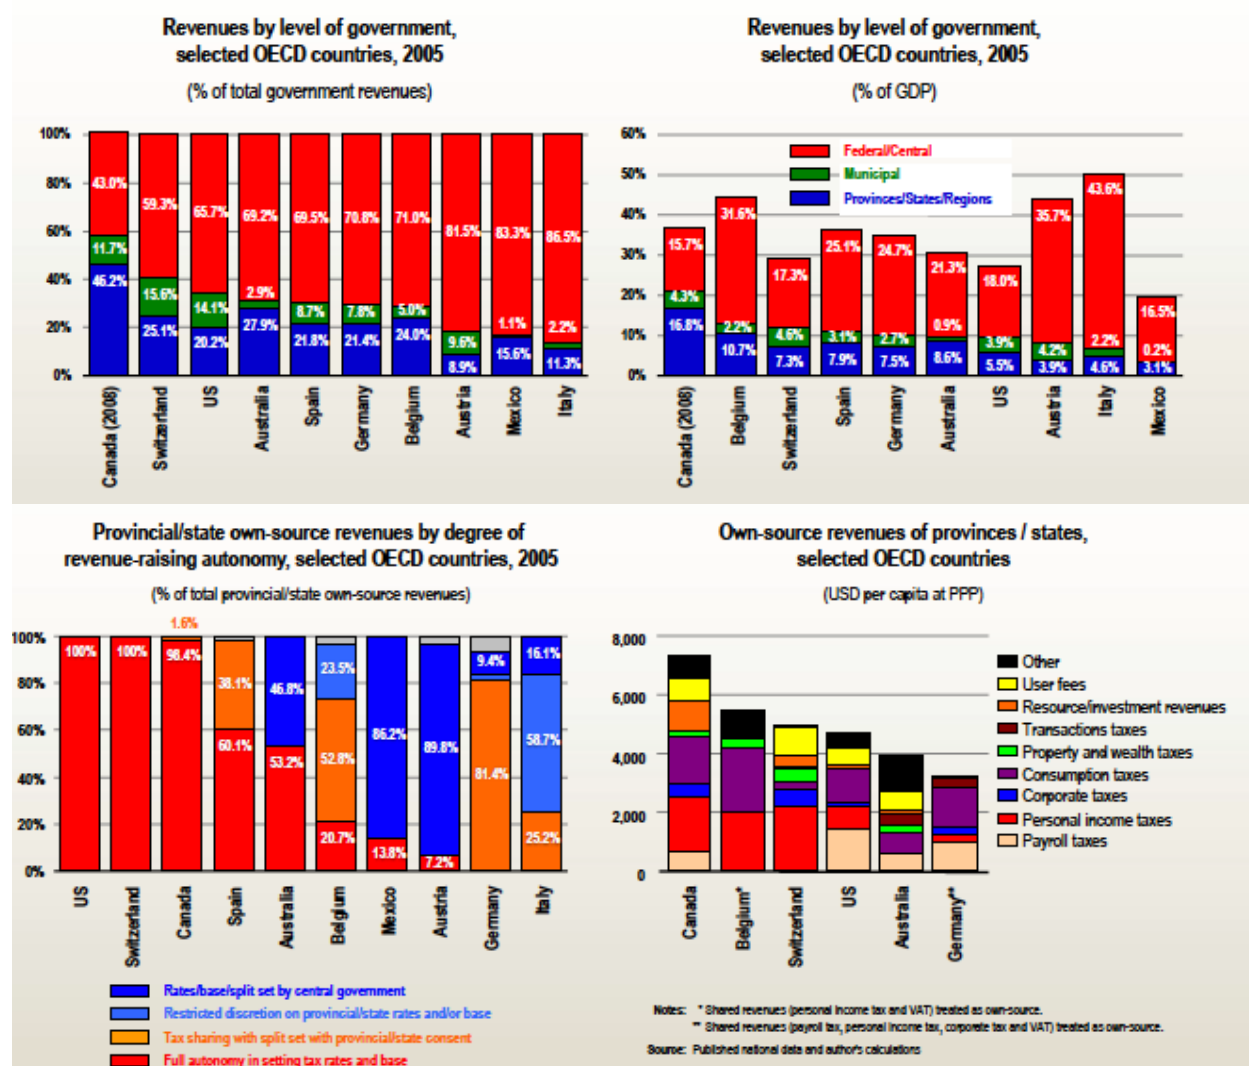 Revenues by level of government,
selected OECD countries, 2005
(% of total government revenues)
100%
80%
60%
40%
20%
0%
43.0%
11.7%
46.2%
59.3%
15.6%
25.1%
65.7%
14.1%
20.2%
69.2%
2.9%
27.9%
69.5%
8.7%
21.8%
70.8%
7.8%
21.4%
71.0%
5.0%
24.0%
81.5%
9.6%
8.9%
83.3%
1.1%
15.6%
86.5%
2.2%
11.3%
Canada (2008)
Switzerland
US
Australia
Spain
Germany
Belgium
Austria
Mexico
Italy
Revenues by level of government,
selected OECD countries, 2005
(% of GDP)
60%
50%
40%
30%
20%
10%
0%
Federal/Central
Municipal
Provinces/States/Regions
15.7%
4.3%
16.8%
31.6%
2.2%
10.7%
17.3%
4.6%
7.3%
25.1%
3.1%
7.9%
24.7%
2.7%
7.5%
21.3%
0.9%
8.6%
18.0%
3.9%
5.5%
35.7%
4.2%
3.9%
43.6%
2.2%
4.6%
16.5%
0.2%
3.1%
Canada (2008)
Belgium
Switzerland
Spain
Germany
Australia
US
Austria
Italy
Mexico
Provincial/state own-source revenues by degree of
revenue-raising autonomy, selected OECD countries, 2005
(% of total provincial/state own-source revenues)
100%
80%
60%
40%
20%
0%
100%
100%
1.6%
98.4%
38.1%
60.1%
46.8%
53.2%
23.5%
52.8%
20.7%
86.2%
13.8%
89.8%
7.2%
9.4%
81.4%
16.1%
58.7%
25.2%
US
Switzerland
Canada
Spain
Australia
Belgium
Mexico
Austria
Germany
Italy
Rates/base/split set by central government
Restricted discretion on provincial/state rates and/or base
Tax sharing with split set with provincial/state consent
Full autonomy in setting tax rates and base
Own-source revenues of provinces / states,
selected OECD countries
(USD per capita at PPP)
8,000
6,000
4,000
2,000
0
Other
User fees
Resource/investment revenues
Transactions taxes
Property and wealth taxes
Consumption taxes
Corporate taxes
Personal income taxes
Payroll taxes
Canada
Belgium*
Switzerland
US
Australia
Germany**
Notes: * Shared revenues (personal income tax and VAT) treated as own-source.
** Shared revenues (payroll tax, personal income tax, corporate tax and VAT) treated as own-source.
Source: Published national data and author's calculations